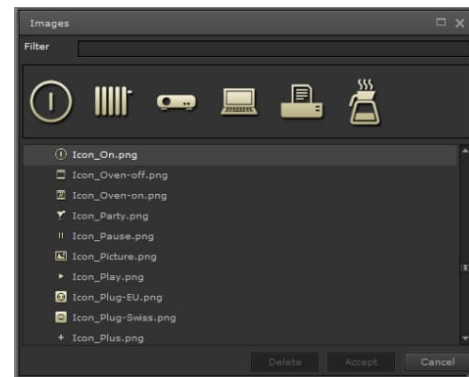 Images
Filter
Icon_On.png
Icon_Oven-off.png
Icon_Oven-on.png
Icon_Party.png
Icon_Pause.png
Icon_Picture.png
Icon_Play.png
Icon_Plug-EU.png
Icon_Plug-Swiss.png
Icon_Plus.png
Delete Accept Cancel